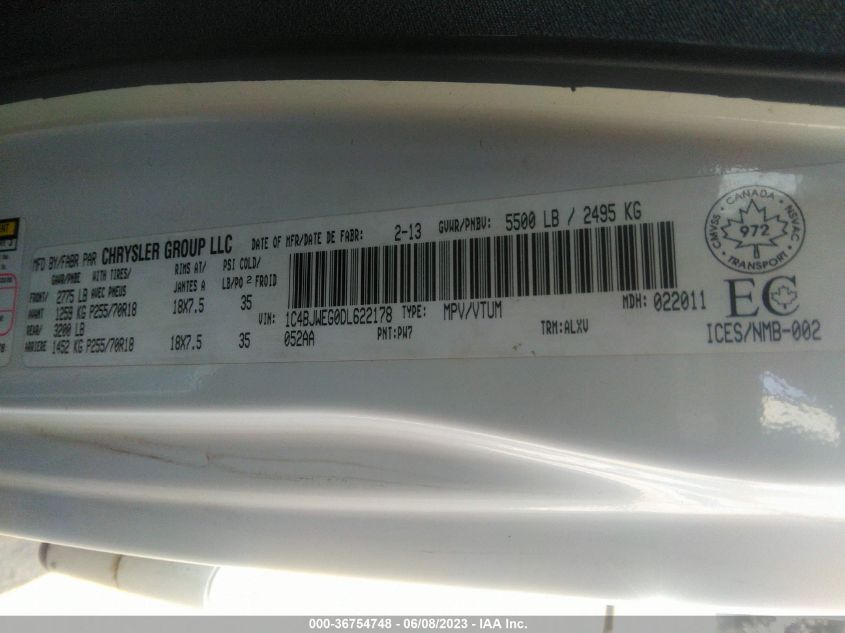 MFD BY/FABR PAR CHRYSLER GROUP LLC DATE OF MFR/DATE DE FABR: 2-13 GVWR/PNBV: 5500 LB / 2495 KG
GAWR/PNBE WITH TIRES/ RIMS AT/ PSI COLD/
AVEC PNEUS JANTES A LB/PO² FROID
FRONT/ 2775 LB
AVANT 1259 KG P255/70R18 18X7.5 35
REAR/ 3200 LB
ARRIERE 1452 KG P255/70R18 18X7.5 35
VIN: 1C4BJWEG0DL622178 TYPE: MPV/VTUM MDH: 022011
052AA PNT:PW7 TRM:ALXV
CANADA
CMVSS NSVAC
972
TRANSPORT
EC
ICES/NMB-002
000-36754748 - 06/08/2023 - IAA Inc.